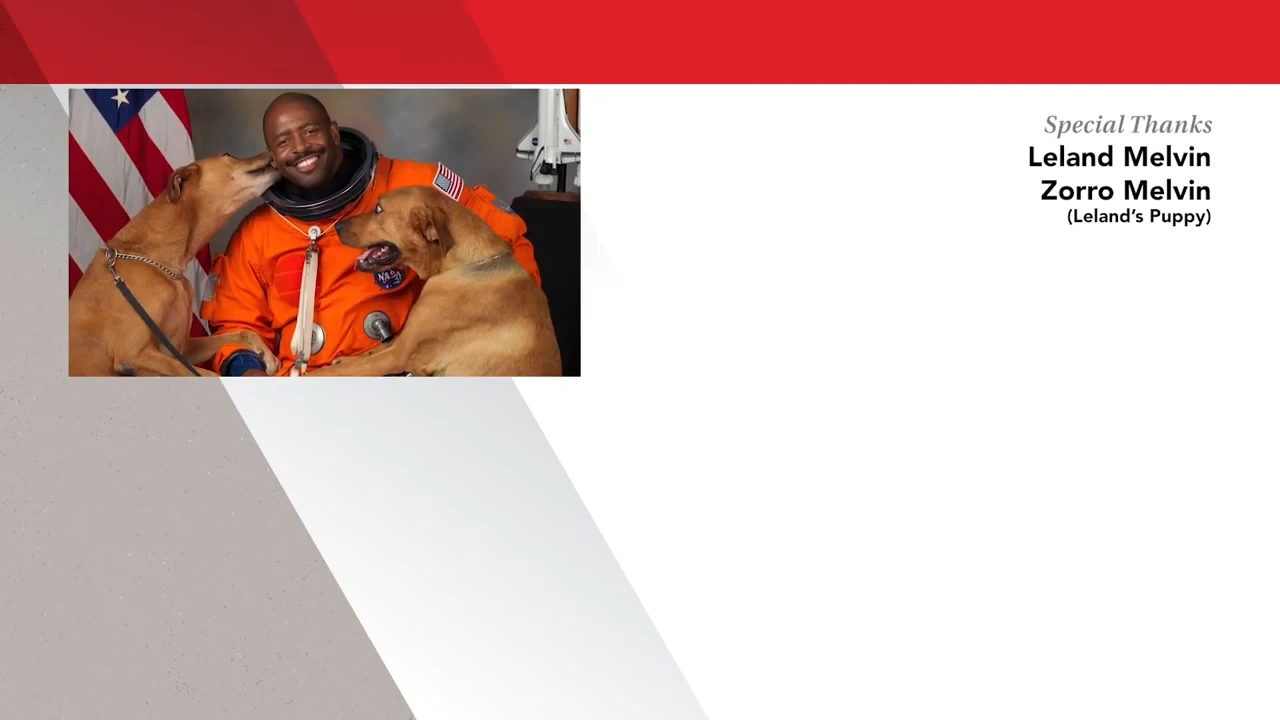 Special Thanks
Leland Melvin
Zorro Melvin
(Leland's Puppy)
NASA